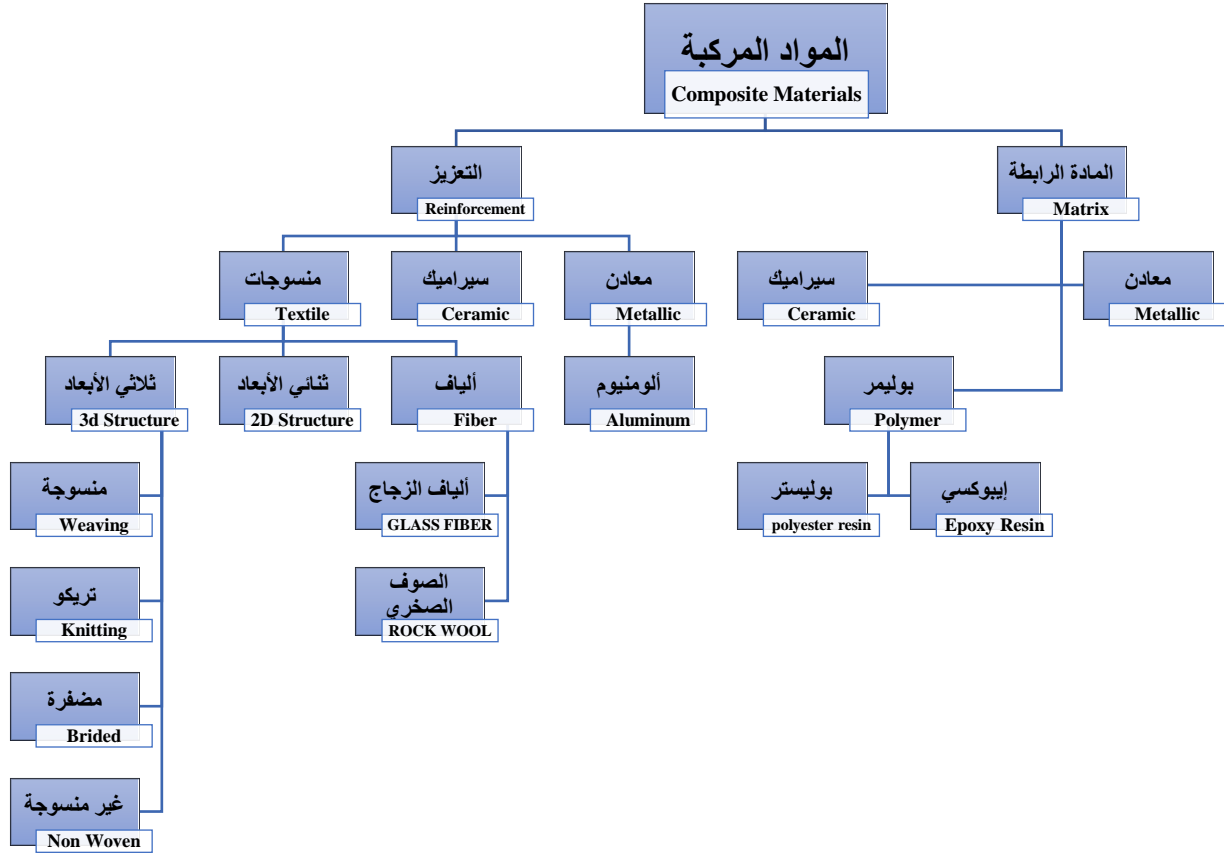 المواد المركبة
Composite Materials
التعزيز
Reinforcement
المادة الرابطة
Matrix
منسوجات
Textile
سيراميك
Ceramic
معادن
Metallic
سيراميك
Ceramic
معادن
Metallic
ثلاثي الأبعاد
3d Structure
ثنائي الأبعاد
2D Structure
ألياف
Fiber
ألومنيوم
Aluminum
بوليمر
Polymer
منسوجة
Weaving
ألياف الزجاج
GLASS FIBER
بوليستر
polyester resin
إيبوكسي
Epoxy Resin
تريكو
Knitting
الصوف
الصخري
ROCK WOOL
مضفرة
Brided
غير منسوجة
Non Woven